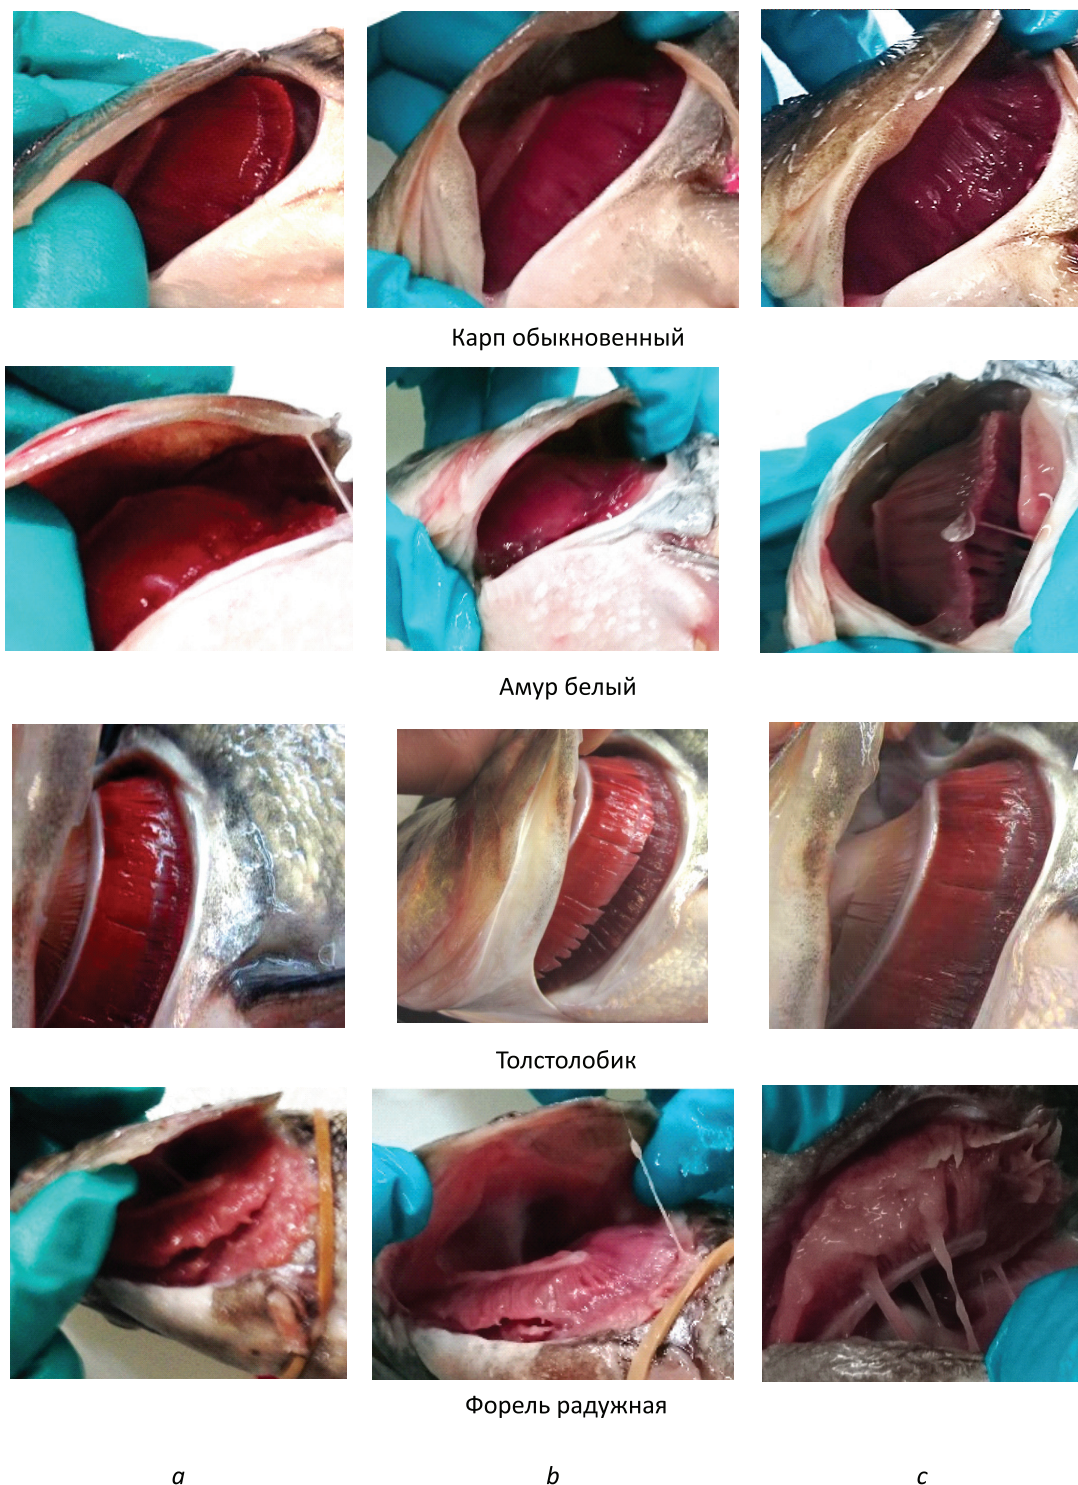 Карп обыкновенный
Амур белый
Толстолобик
Форель радужная
a b c